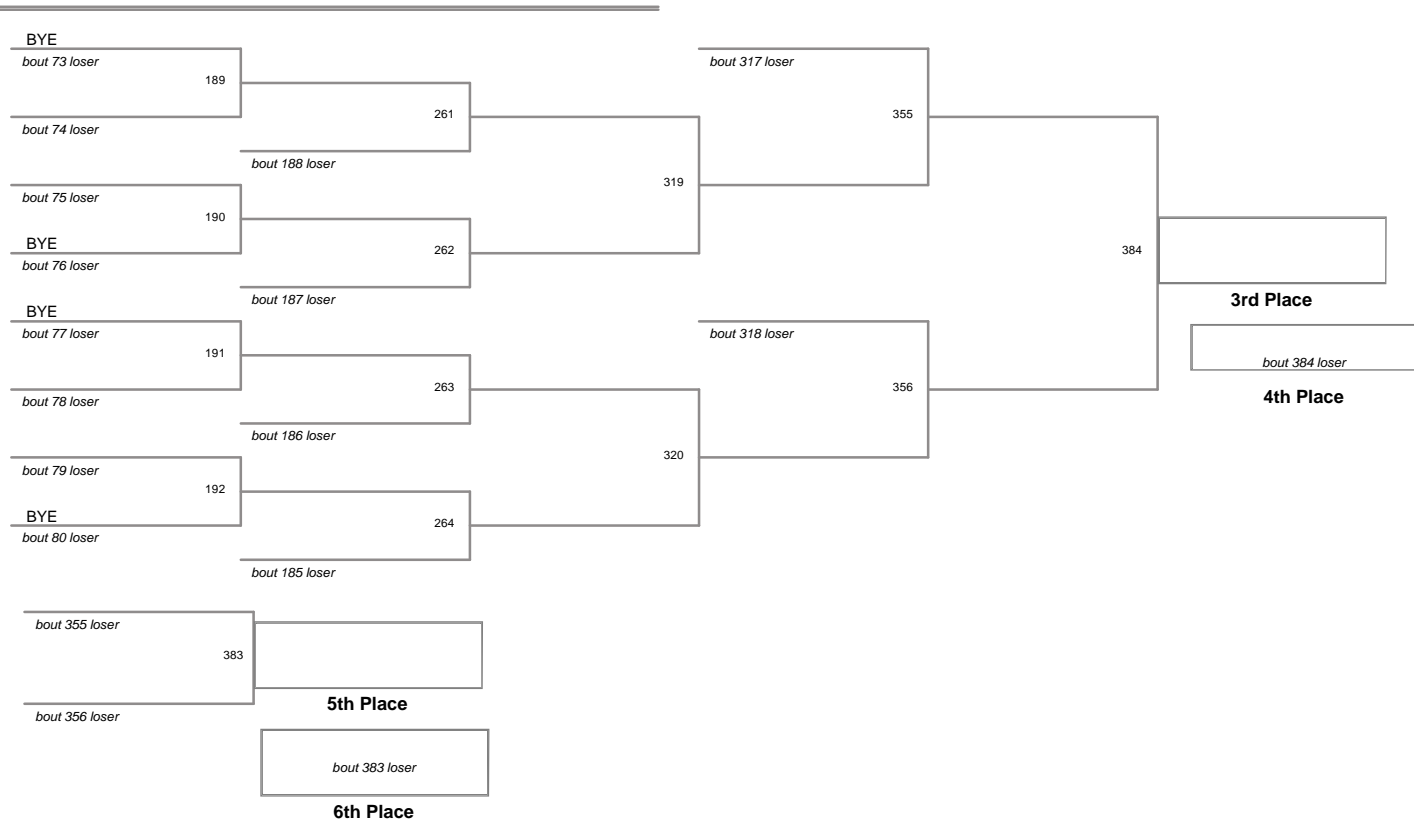 BYE
bout 73 loser
189
bout 74 loser
261
bout 188 loser
bout 75 loser
190
BYE
bout 76 loser
262
bout 187 loser
319
bout 317 loser
355
BYE
bout 77 loser
191
bout 78 loser
263
bout 186 loser
bout 79 loser
192
BYE
bout 80 loser
264
bout 185 loser
320
bout 318 loser
356
384
3rd Place
bout 384 loser
4th Place
bout 355 loser
383
bout 356 loser
5th Place
bout 383 loser
6th Place